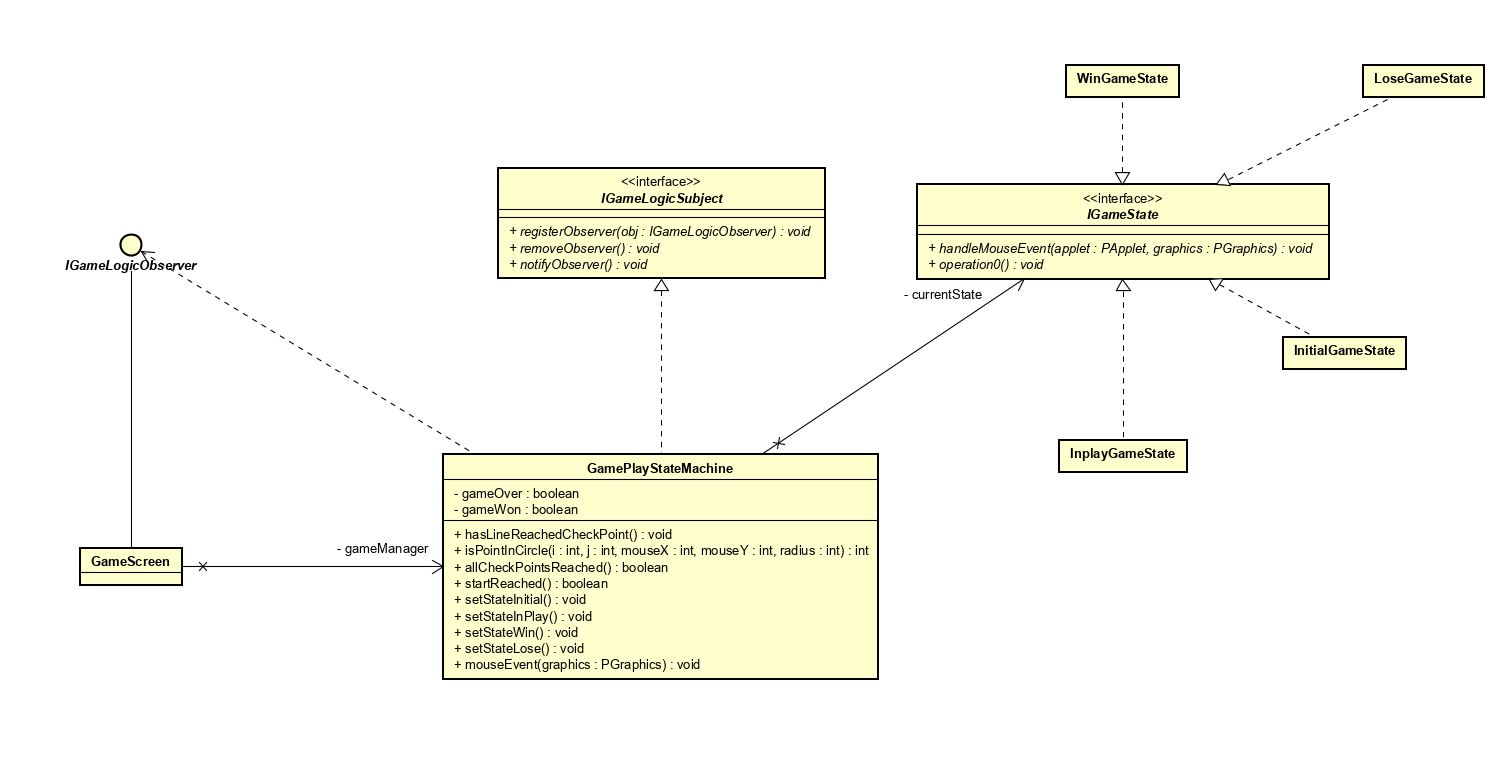 WinGameState
LoseGameState
<<interface>>
IGameLogicSubject
+ registerObserver(obj : IGameLogicObserver) : void
+ removeObserver() : void
+ notifyObserver() : void
<<interface>>
IGameState
+ handleMouseEvent(applet : PApplet, graphics : PGraphics) : void
+ operation0() : void
IGameLogicObserver
- currentState
InitialGameState
InplayGameState
GamePlayStateMachine
- gameOver : boolean
- gameWon : boolean
+ hasLineReachedCheckPoint() : void
+ isPointInCircle(i : int, j : int, mouseX : int, mouseY : int, radius : int) : int
+ allCheckPointsReached() : boolean
+ startReached() : boolean
+ setStateInitial() : void
+ setStateInPlay() : void
+ setStateWin() : void
+ setStateLose() : void
+ mouseEvent(graphics : PGraphics) : void
- gameManager
GameScreen